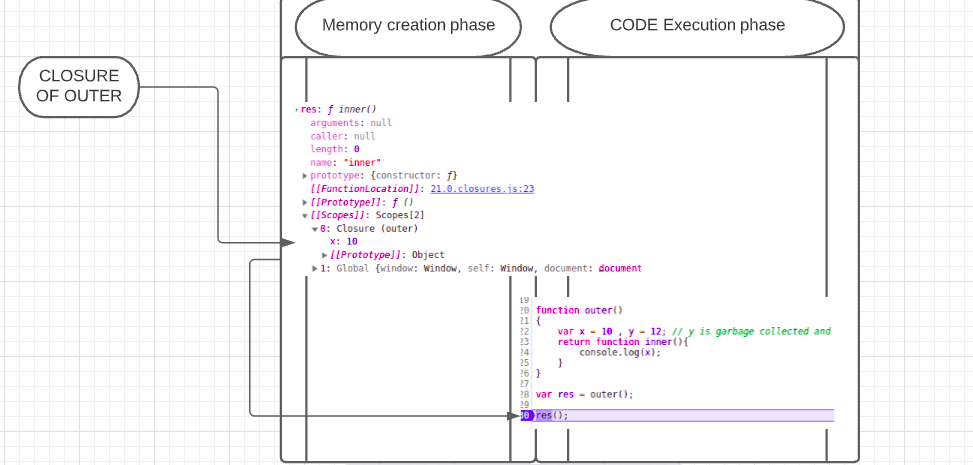 Memory creation phase
CODE Execution phase
CLOSURE
OF OUTER
res: ƒ inner()
arguments: null
caller: null
length: 0
name: "inner"
prototype: {constructor: ƒ}
[[FunctionLocation]]: 21.0.closures.js:23
[[Prototype]]: ƒ ()
[[Scopes]]: Scopes[2]
0: Closure (outer)
x: 10
[[Prototype]]: Object
1: Global {window: Window, self: Window, document: document
19
20 function outer()
21 {
22 var x = 10 , y = 12; // y is garbage collected and
23 return function inner(){
24 console.log(x);
25 }
26 }
27
28 var res = outer();
29
30 res();